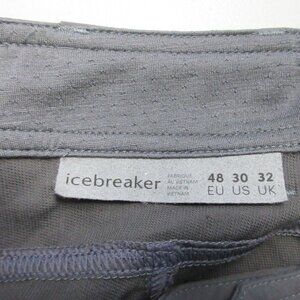 icebreaker
FABRIQUÉ
AU VIETNAM
MADE IN
VIETNAM
48 30 32
EU US UK